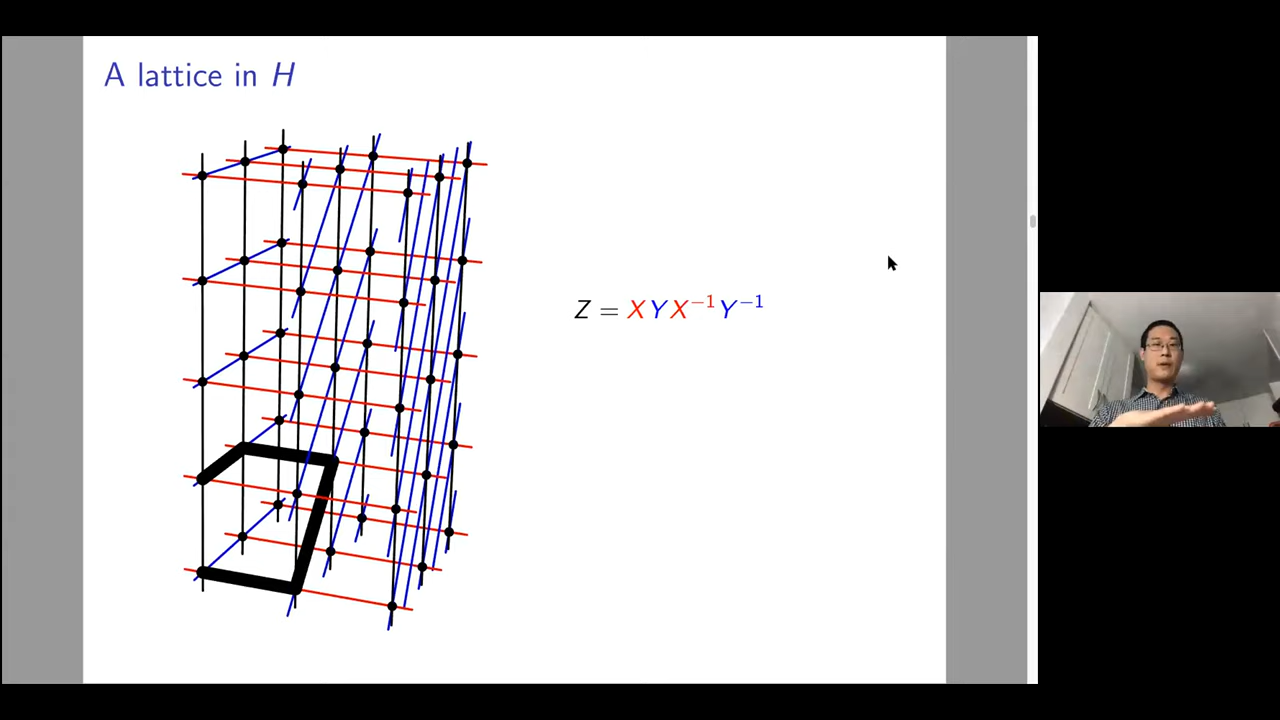 A lattice in H
Z = XYX⁻¹Y⁻¹